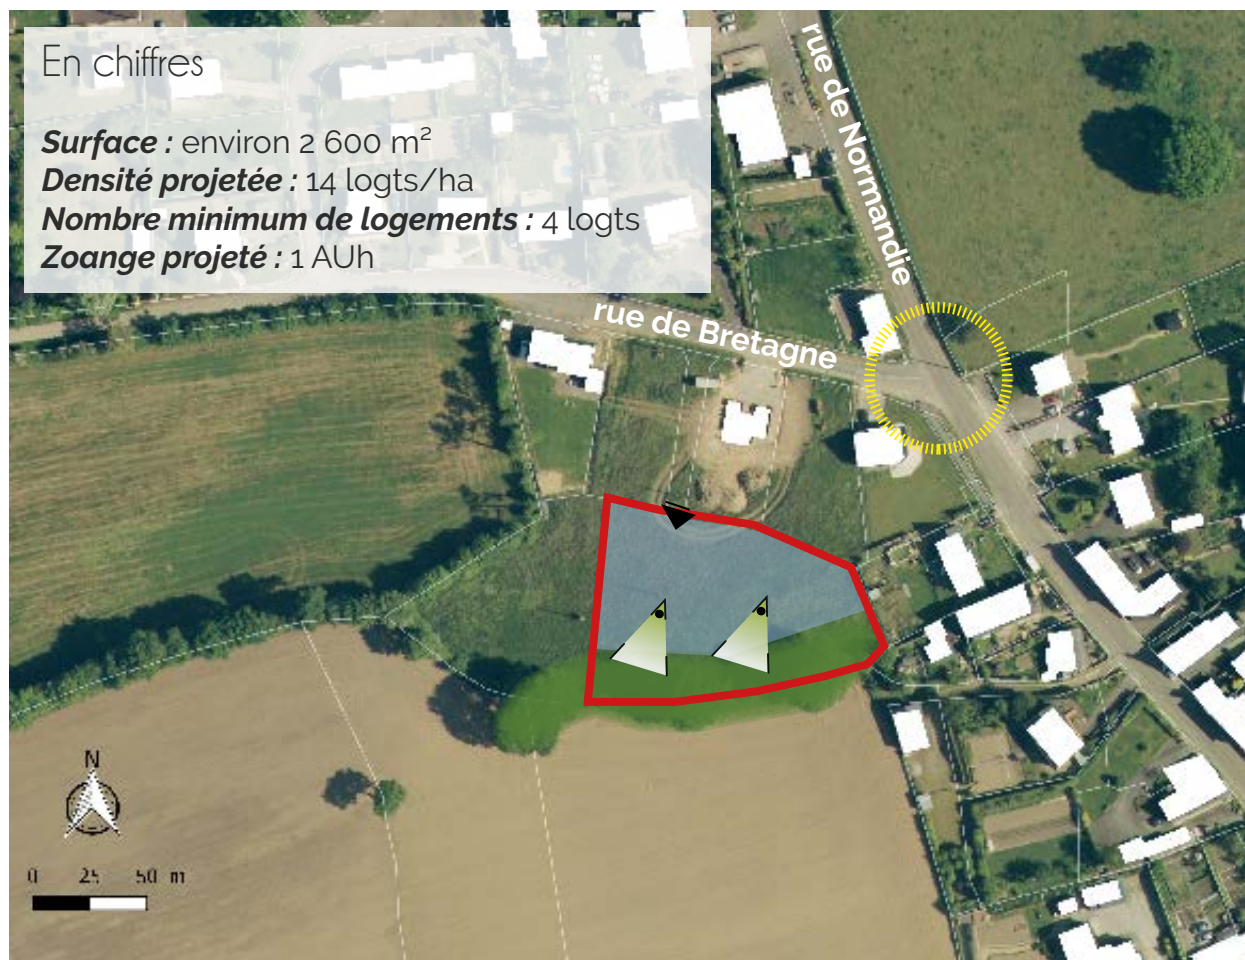 En chiffres
Surface : environ 2 600 m²
Densité projetée : 14 logts/ha
Nombre minimum de logements : 4 logts
Zoange projeté : 1 AUh
rue de Normandie
rue de Bretagne
N
0 25 50 m